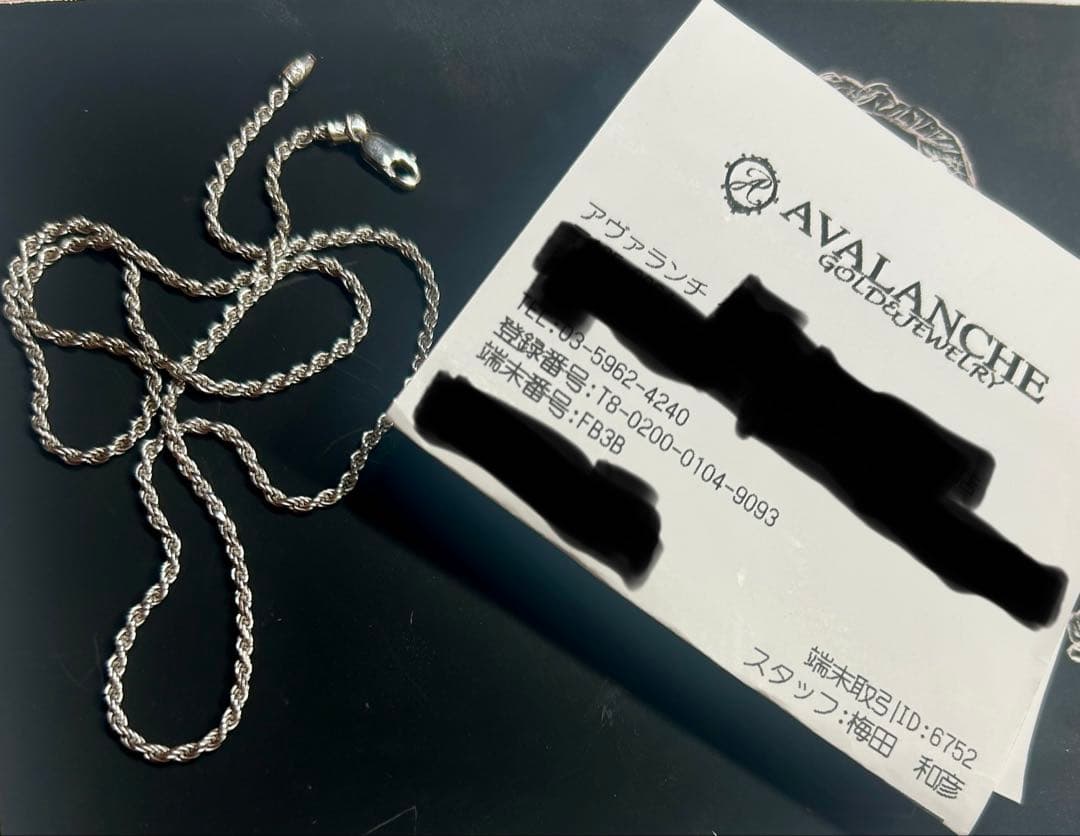 AVALANCHE
GOLD&JEWELRY
アヴァランチ
TEL:03-5962-4240
登録番号:T8-0200-0104-9093
端末番号:FB3B
端末取引ID:6752
スタッフ:梅田 和彦